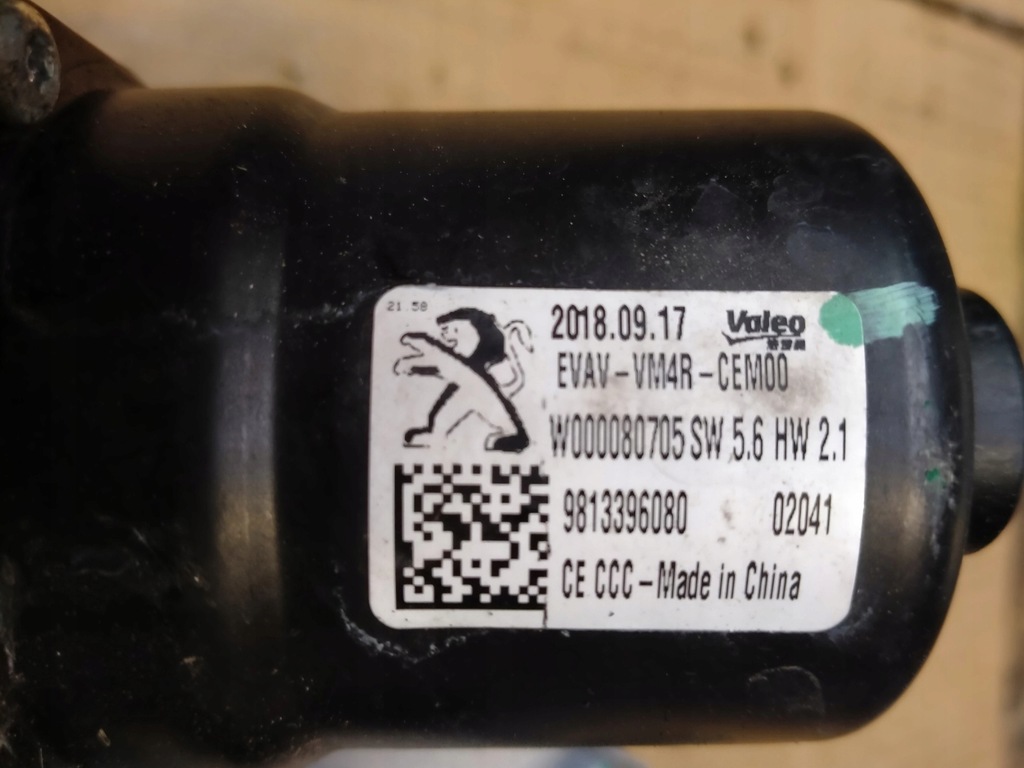 21.58
2018.09.17 Valeo
EVAV-VM4R-CEM00
W000080705 SW 5.6 HW 2.1
9813396080 02041
CE CCC-Made in China